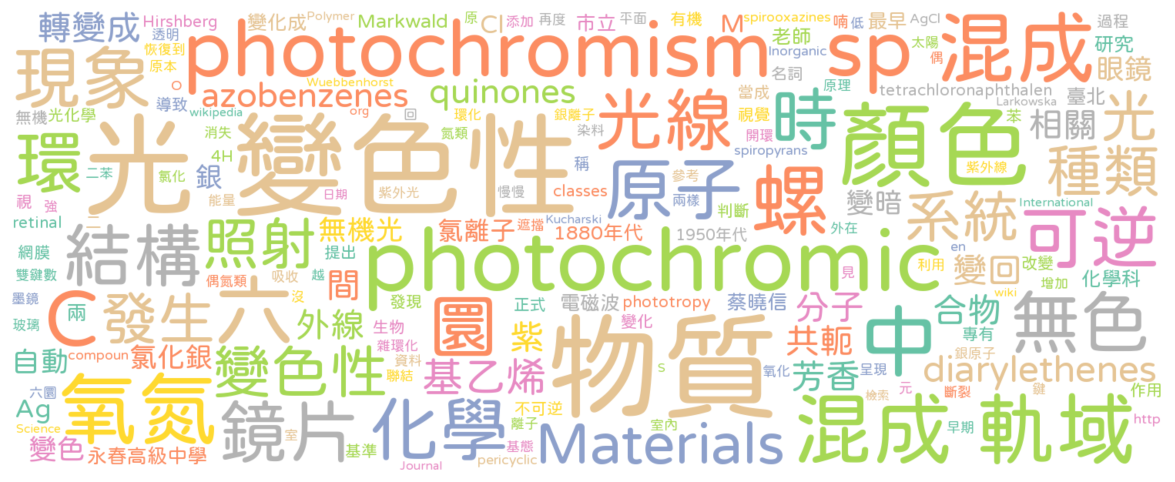 轉變成 Hirshberg 變化成 Polymer Markwald 原 Cl 添加 再度 市立 平面 有機 M spirooxazines 喃 低 最早 AgCl 過程
現象 透明 恢復到 原本 photochromism 老師 Inorganic sp 混成 太陽 偶 研究 眼鏡
O 導致 azobenzenes Wuebbenhorst quinones 名詞 當成 原理 tetrachloronaphthalen Larkowska
無機 光化學 wikipedia org 回 環化 銀離子 染料 光線 視覺 開環 時 顏色 苯 臺北 相關 光
環 光 變色性 消失 4H 氮類 稱 原子 spiropyrans 螺 紫外線 種類
二苯 氯化 銀 能量 紫外光 日期 慢慢 參考 classes 兩樣 判斷 變暗 系統 International
視 強 retinal 無機光 氯離子 遮擋 Kucharski 1880年代 1950年代 外在 en 可逆
網膜 雙鍵數 結構 照射 提出 photochromic 利用 變回 改變 化學科
墨鏡 偶氮類 吸收 越 間 沒 見 wiki 增加
玻璃 兩 C 發生 六 外線 發現 生物 圜 正式 電磁波 phototropy 蔡曉信 分子 中 合物 無色
自動 compoun 氯化銀 變色性 雜環化 資料 聯結 紫 變化 物質 共軛 專有 銀原子 呈現
六圜 Ag 氧氮 基乙烯 s 氧化 芳香 diarylethenes 檢索 元 斷裂 鍵 作用
Science 變色 永春高級中學 鏡片 室 基準 化學 不可逆 離子 基態 室內 Materials 混成 早期 軌域 http
Journal pericyclic